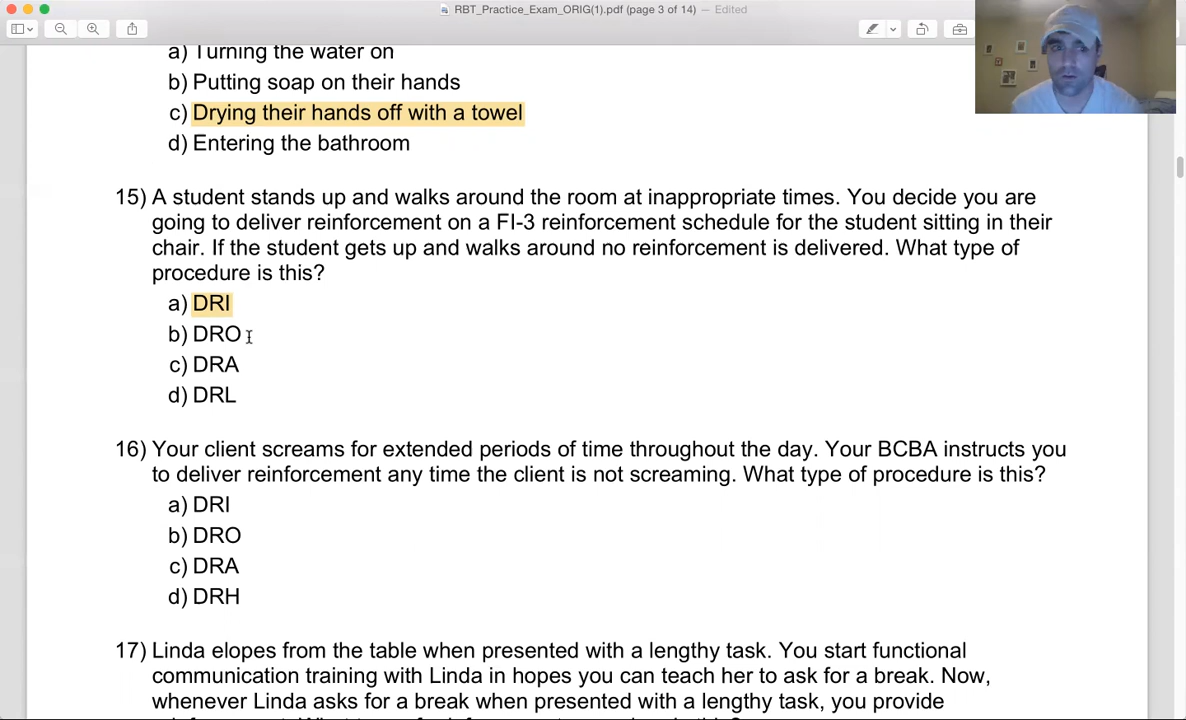 RBT_Practice_Exam_ORIG(1).pdf (page 3 of 14) — Edited
a) Turning the water on
b) Putting soap on their hands
c) Drying their hands off with a towel
d) Entering the bathroom
15) A student stands up and walks around the room at inappropriate times. You decide you are
going to deliver reinforcement on a FI-3 reinforcement schedule for the student sitting in their
chair. If the student gets up and walks around no reinforcement is delivered. What type of
procedure is this?
a) DRI
b) DRO
c) DRA
d) DRL
16) Your client screams for extended periods of time throughout the day. Your BCBA instructs you
to deliver reinforcement any time the client is not screaming. What type of procedure is this?
a) DRI
b) DRO
c) DRA
d) DRH
17) Linda elopes from the table when presented with a lengthy task. You start functional
communication training with Linda in hopes you can teach her to ask for a break. Now,
whenever Linda asks for a break when presented with a lengthy task, you provide